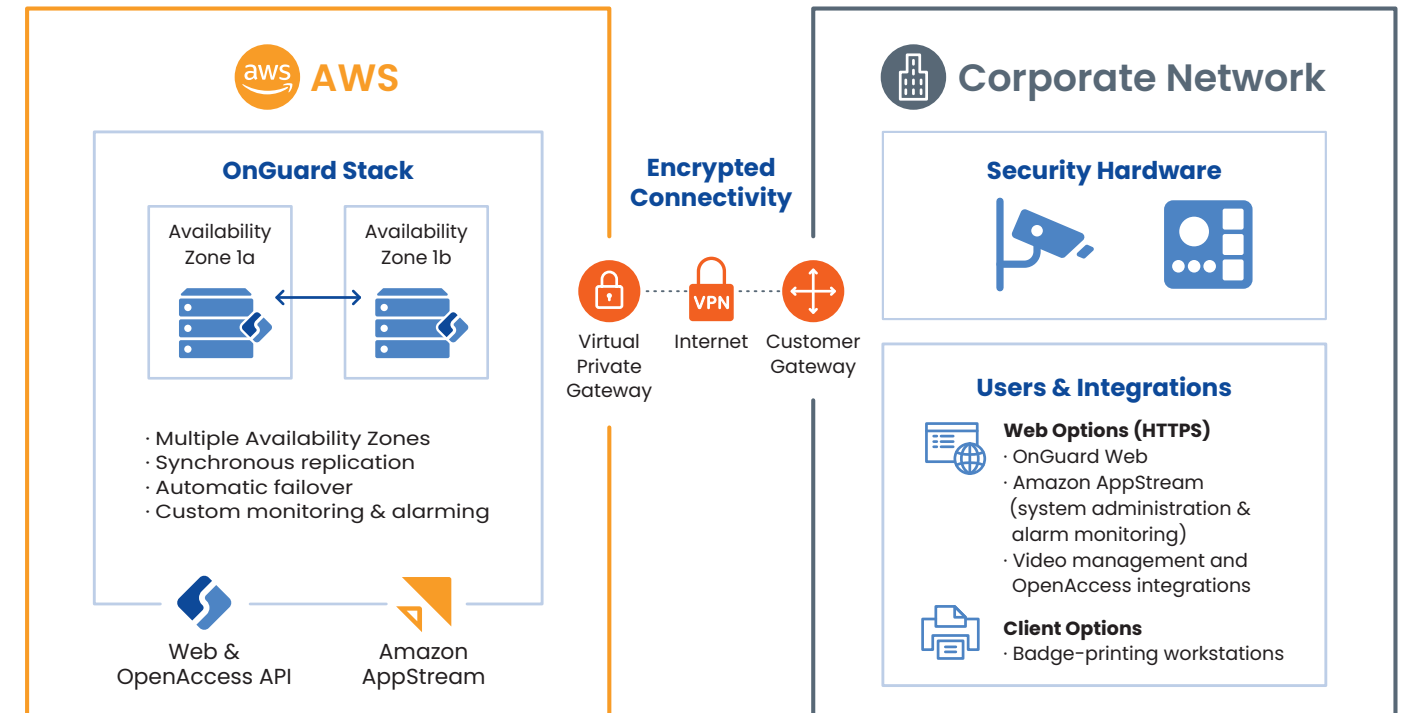 aws AWS
OnGuard Stack
Availability
Zone 1a
Availability
Zone 1b
· Multiple Availability Zones
· Synchronous replication
· Automatic failover
· Custom monitoring & alarming
Web &
OpenAccess API
Amazon
AppStream
Encrypted
Connectivity
Virtual
Private
Gateway
VPN
Internet
Customer
Gateway
Corporate Network
Security Hardware
Users & Integrations
Web Options (HTTPS)
· OnGuard Web
· Amazon AppStream
(system administration &
alarm monitoring)
· Video management and
OpenAccess integrations
Client Options
· Badge-printing workstations